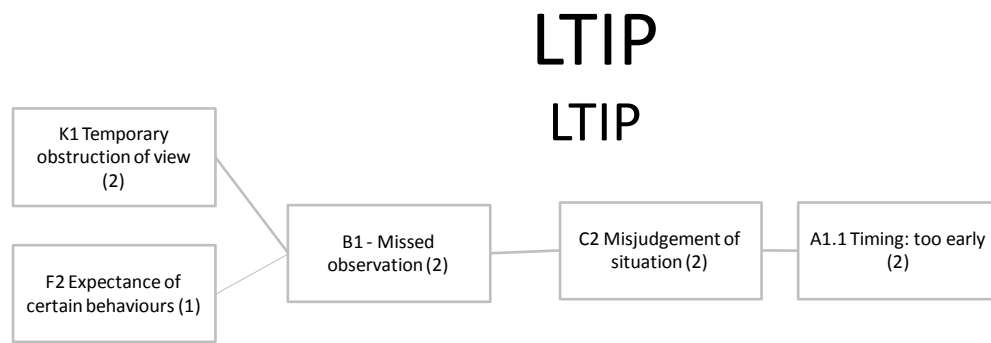 LTIP
LTIP
K1 Temporary
obstruction of view
(2)
F2 Expectance of
certain behaviours (1)
B1 - Missed
observation (2)
C2 Misjudgement of
situation (2)
A1.1 Timing: too early
(2)